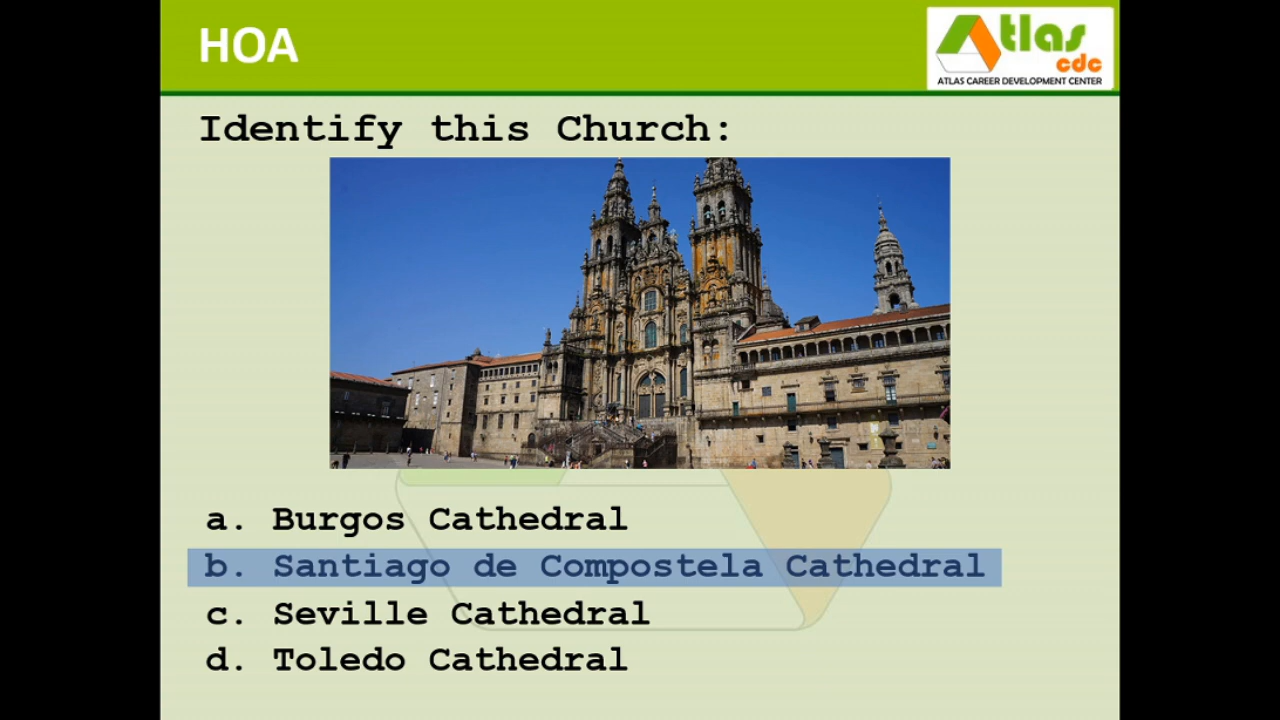 HOA
Atlas
cdc
ATLAS CAREER DEVELOPMENT CENTER
Identify this Church:
a. Burgos Cathedral
b. Santiago de Compostela Cathedral
c. Seville Cathedral
d. Toledo Cathedral